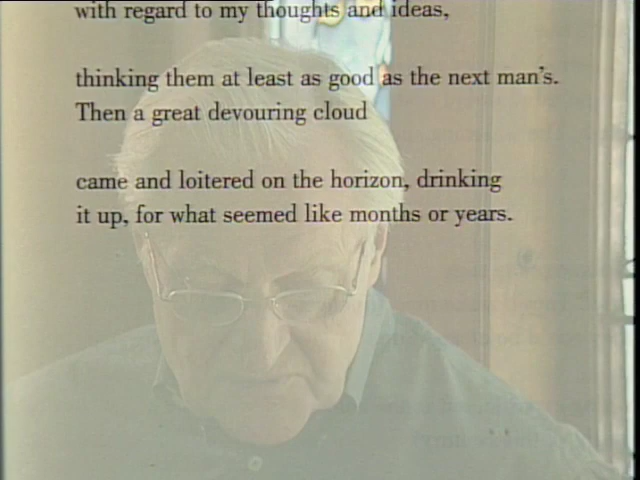 with regard to my thoughts and ideas,
thinking them at least as good as the next man's.
Then a great devouring cloud
came and loitered on the horizon, drinking
it up, for what seemed like months or years.